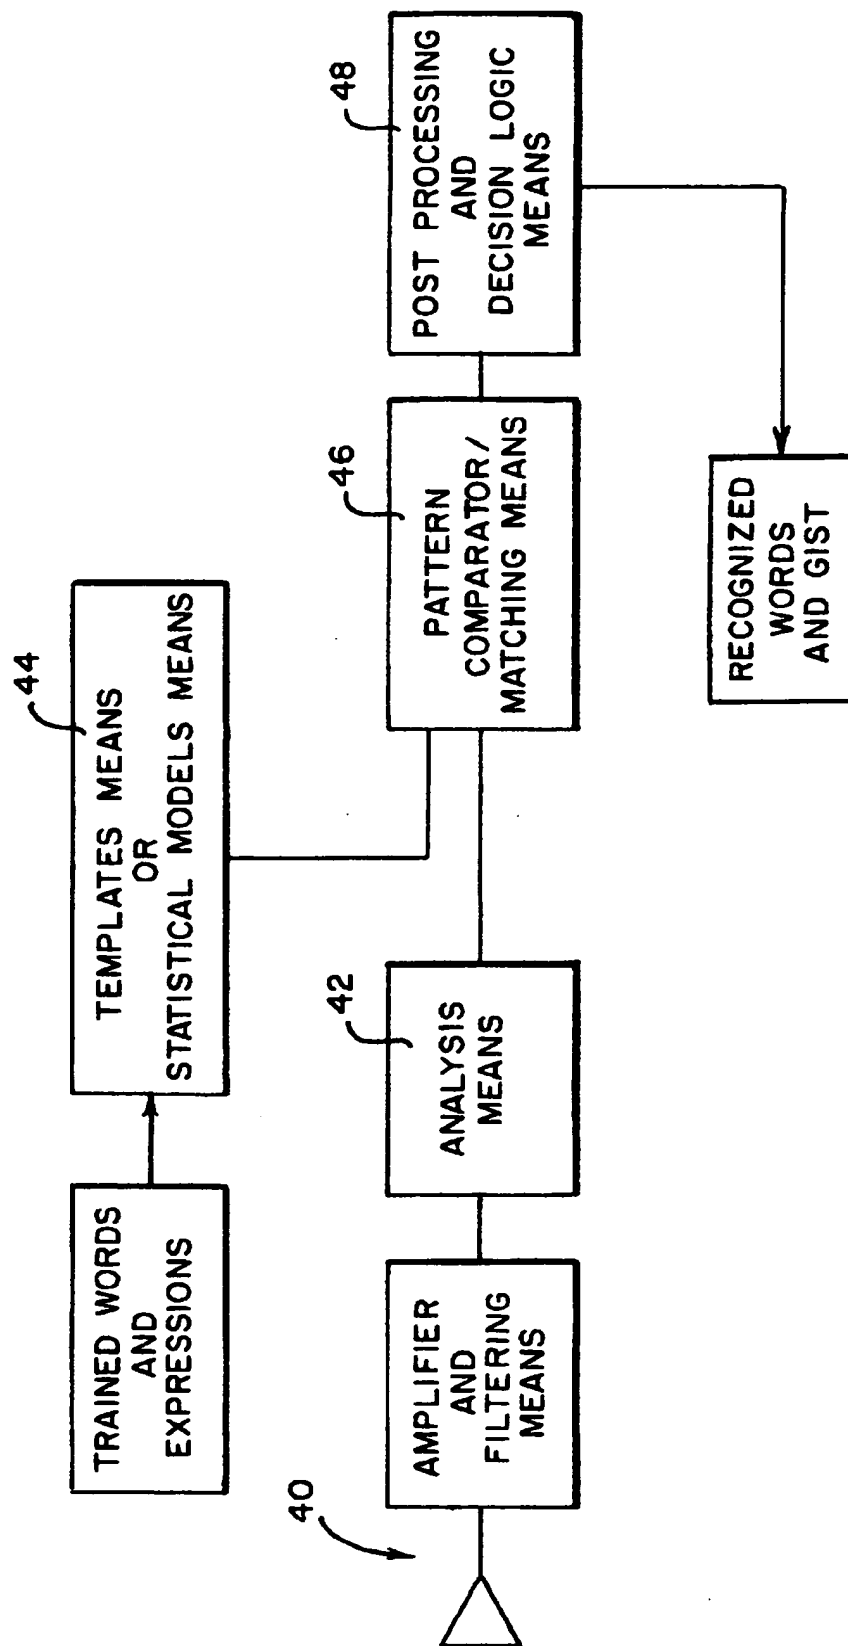 TRAINED WORDS
AND
EXPRESSIONS
44
TEMPLATES MEANS
OR
STATISTICAL MODELS MEANS
40
AMPLIFIER
AND
FILTERING
MEANS
42
ANALYSIS
MEANS
46
PATTERN
COMPARATOR/
MATCHING MEANS
48
POST PROCESSING
AND
DECISION LOGIC
MEANS
RECOGNIZED
WORDS
AND GIST